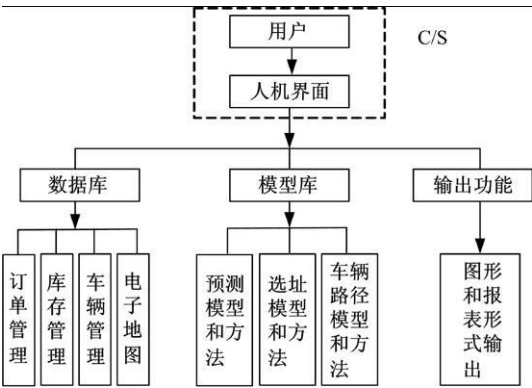 用户
C/S
人机界面
数据库
模型库
输出功能
订单管理
库存管理
车辆管理
电子地图
预测
模型
和方
法
选址
模型
和方
法
车辆
路径
模型
和方
法
图形
和报
表形
式输
出